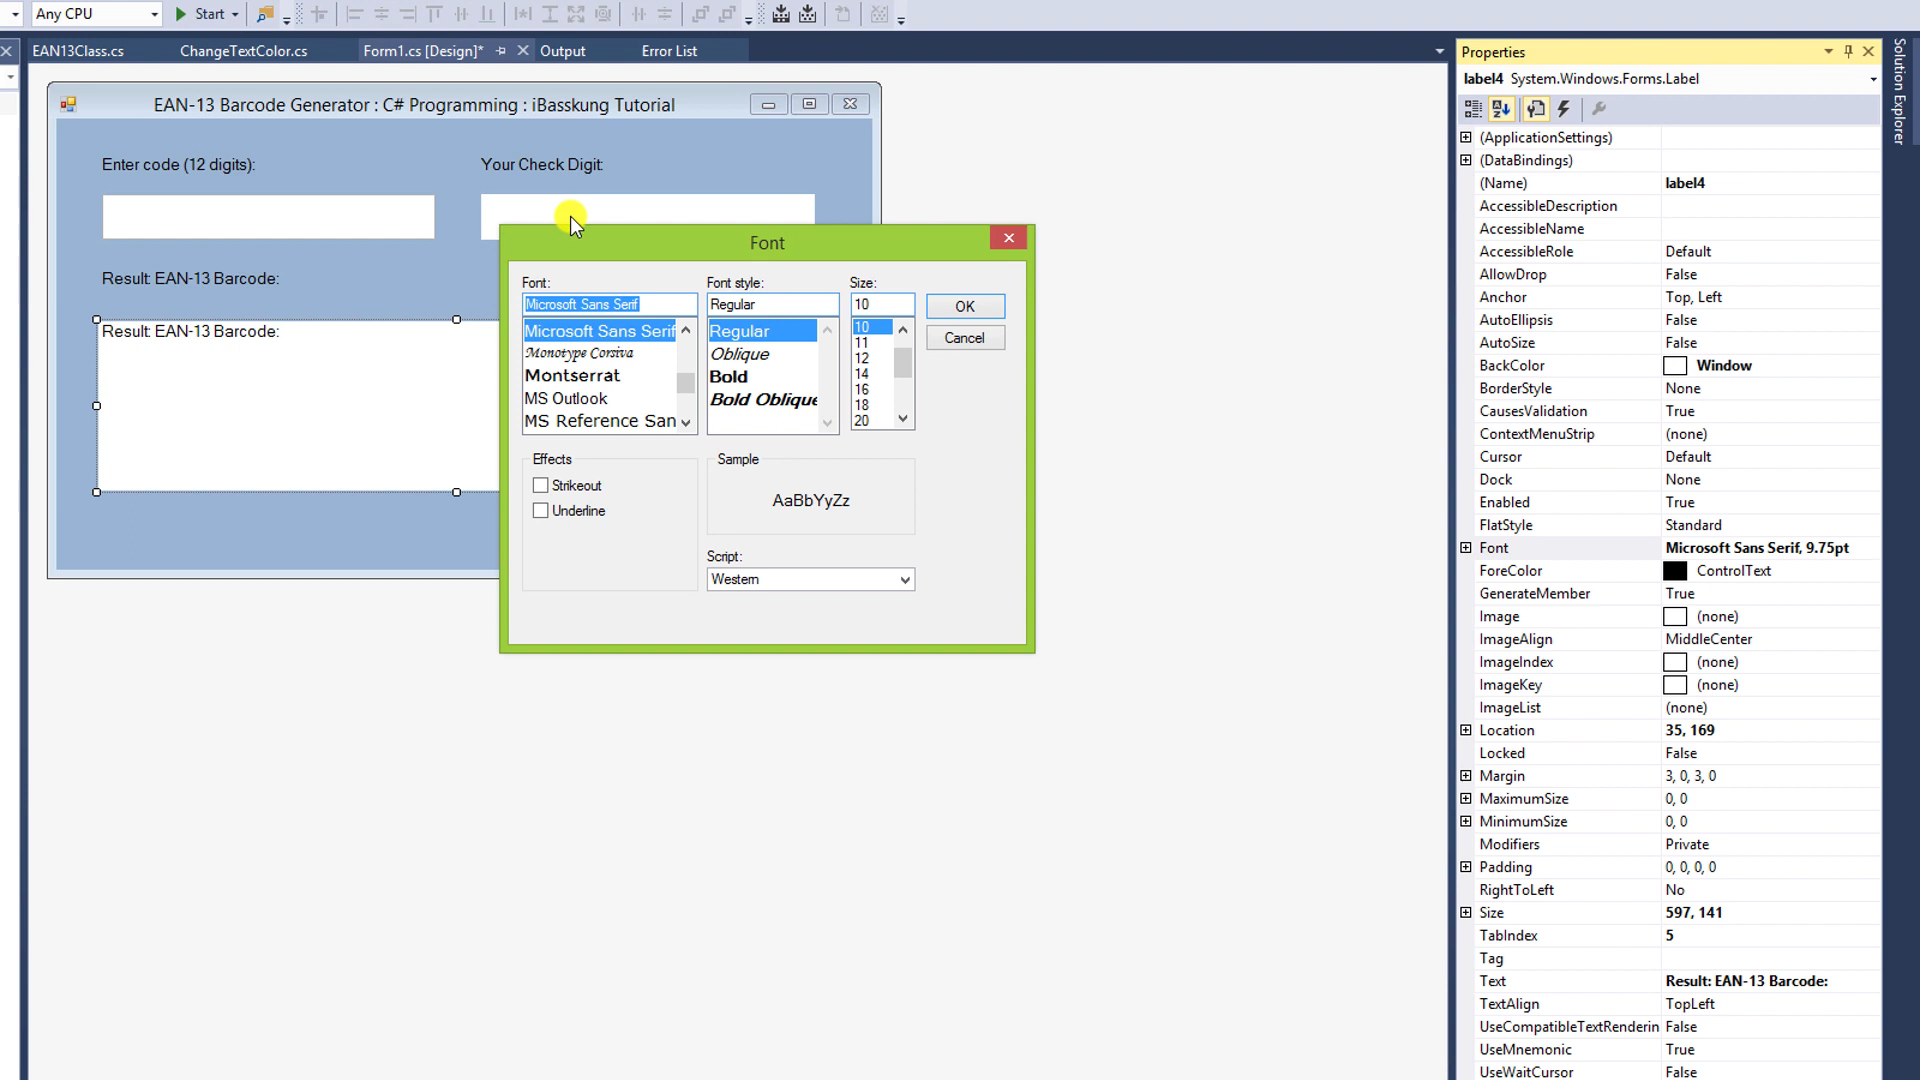 Any CPU
Start
EAN13Class.cs
ChangeTextColor.cs
Form1.cs [Design]*
Output
Error List
EAN-13 Barcode Generator : C# Programming : iBasskung Tutorial
Enter code (12 digits):
Your Check Digit:
Result: EAN-13 Barcode:
Result: EAN-13 Barcode:
Font
Font:
Font style:
Size:
Microsoft Sans Serif
Regular
10
OK
Cancel
Microsoft Sans Serif
Monotype Corsiva
Montserrat
MS Outlook
MS Reference San
Regular
Oblique
Bold
Bold Oblique
10
11
12
14
16
18
20
Effects
Strikeout
Underline
Sample
AaBbYyZz
Script:
Western
Properties
label4 System.Windows.Forms.Label
(ApplicationSettings)
(DataBindings)
(Name) label4
AccessibleDescription
AccessibleName
AccessibleRole Default
AllowDrop False
Anchor Top, Left
AutoEllipsis False
AutoSize False
BackColor Window
BorderStyle None
CausesValidation True
ContextMenuStrip (none)
Cursor Default
Dock None
Enabled True
FlatStyle Standard
Font Microsoft Sans Serif, 9.75pt
ForeColor ControlText
GenerateMember True
Image (none)
ImageAlign MiddleCenter
ImageIndex (none)
ImageKey (none)
ImageList (none)
Location 35, 169
Locked False
Margin 3, 0, 3, 0
MaximumSize 0, 0
MinimumSize 0, 0
Modifiers Private
Padding 0, 0, 0, 0
RightToLeft No
Size 597, 141
TabIndex 5
Tag
Text Result: EAN-13 Barcode:
TextAlign TopLeft
UseCompatibleTextRenderin False
UseMnemonic True
UseWaitCursor False
Solution Explorer